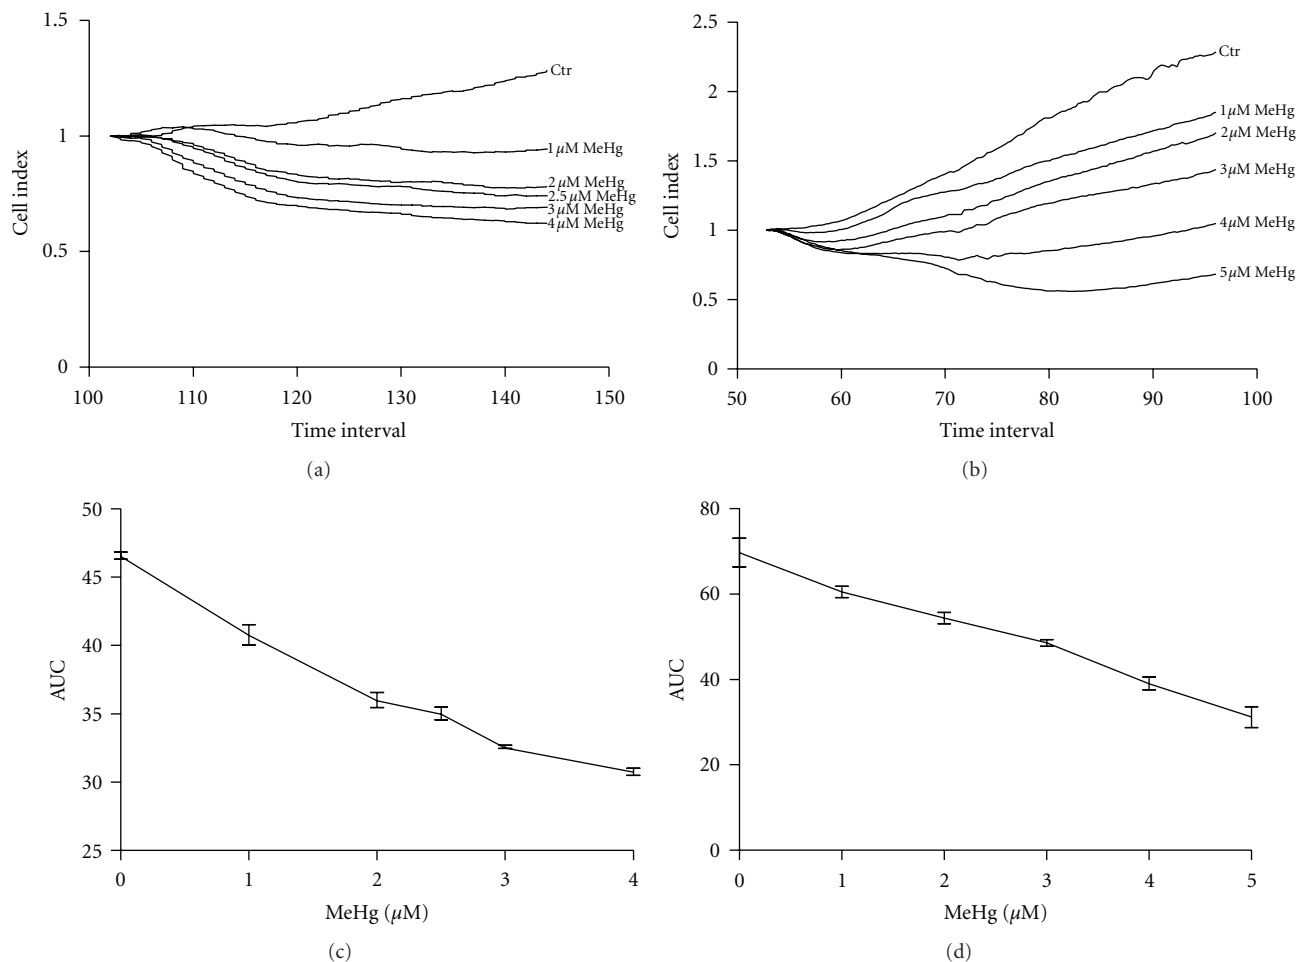 1.5
1
0.5
0
Cell index
100 110 120 130 140 150
Time interval
Ctr
1 μM MeHg
2 μM MeHg
2.5 μM MeHg
3 μM MeHg
4 μM MeHg
(a)
2.5
2
1.5
1
0.5
0
Cell index
50 60 70 80 90 100
Time interval
Ctr
1 μM MeHg
2 μM MeHg
3 μM MeHg
4 μM MeHg
5 μM MeHg
(b)
50
45
40
35
30
25
AUC
0 1 2 3 4
MeHg (μM)
(c)
80
60
40
20
0
AUC
0 1 2 3 4 5
MeHg (μM)
(d)